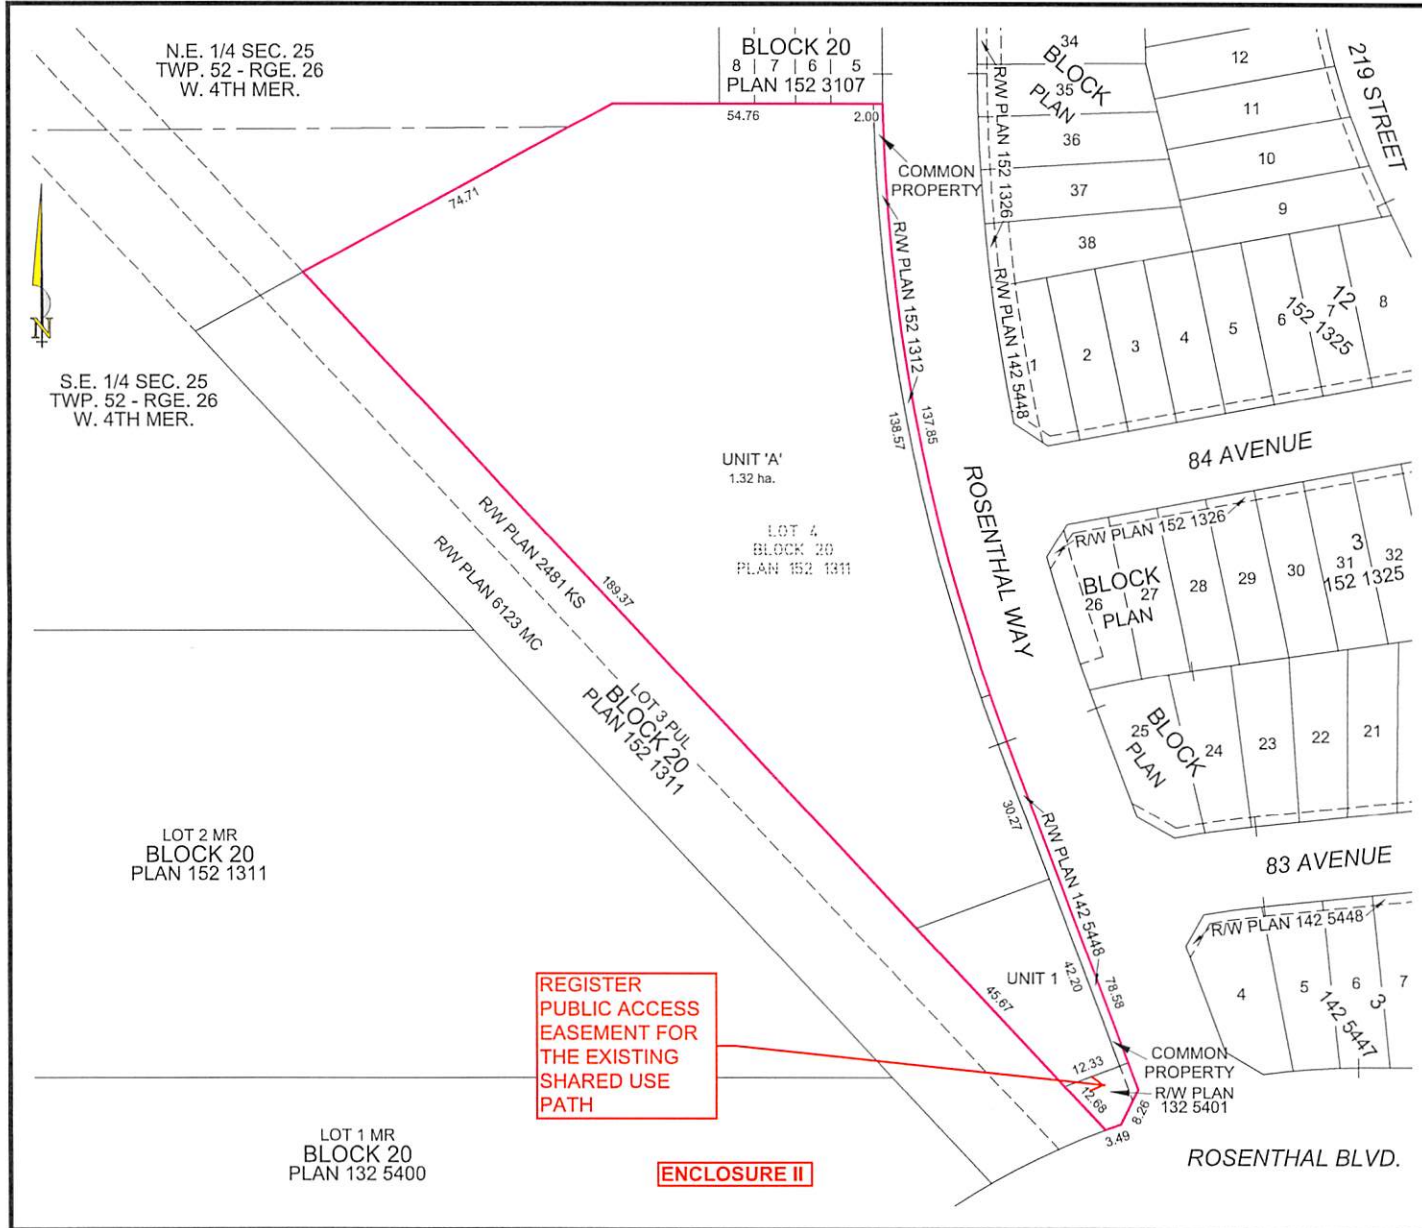 N.E. 1/4 SEC. 25
TWP. 52 - RGE. 26
W. 4TH MER.
BLOCK 20
8 7 6 5
PLAN 152 3107
54.76
2.00
74.71
COMMON
PROPERTY
R/W PLAN 152 1312
R/W PLAN 152 1326
R/W PLAN 142 5448
34
BLOCK
35
PLAN
36
37
38
12
11
10
9
219 STREET
N
S.E. 1/4 SEC. 25
TWP. 52 - RGE. 26
W. 4TH MER.
1
2
3
4
5
6
7
8
12
152 1325
84 AVENUE
138.57
137.85
UNIT 'A'
1.32 ha.
LOT 4
BLOCK 20
PLAN 152 1311
ROSENTHAL WAY
R/W PLAN 2481 KS
189.37
R/W PLAN 6123 MC
R/W PLAN 152 1326
BLOCK
26
27
PLAN
28
29
30
31
3
32
152 1325
LOT 3 PUL
BLOCK 20
PLAN 152 1311
25
BLOCK
PLAN
24
23
22
21
30.27
R/W PLAN 142 5448
83 AVENUE
LOT 2 MR
BLOCK 20
PLAN 152 1311
R/W PLAN 142 5448
4
5
6
7
3
142 5447
UNIT 1
42.20
78.58
45.67
REGISTER
PUBLIC ACCESS
EASEMENT FOR
THE EXISTING
SHARED USE
PATH
12.33
12.68
COMMON
PROPERTY
R/W PLAN
132 5401
8.26
3.49
LOT 1 MR
BLOCK 20
PLAN 132 5400
ENCLOSURE II
ROSENTHAL BLVD.